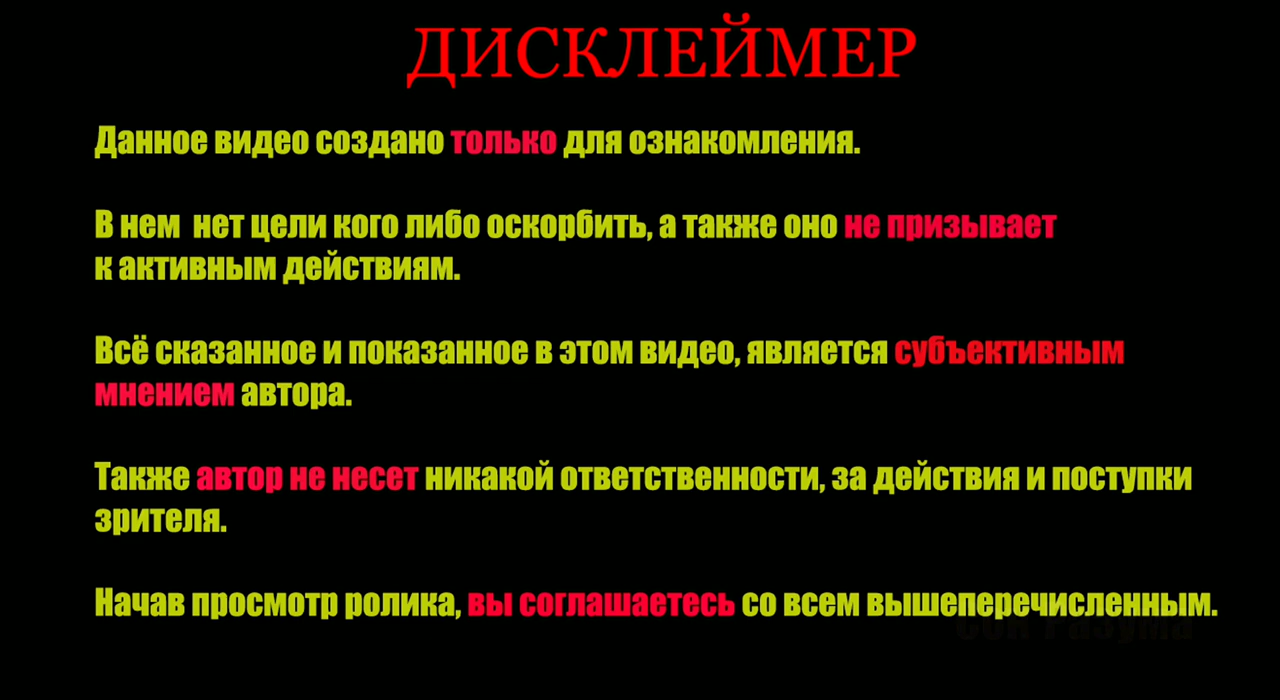 ДИСКЛЕЙМЕР
Данное видео создано только для ознакомления.
В нем нет цели кого либо оскорбить, а также оно не призывает
к активным действиям.
Всё сказанное и показанное в этом видео, является субъективным
мнением автора.
Также автор не несет никакой ответственности, за действия и поступки
зрителя.
Начав просмотр ролика, вы соглашаетесь со всем вышеперечисленным.
Сон Разума